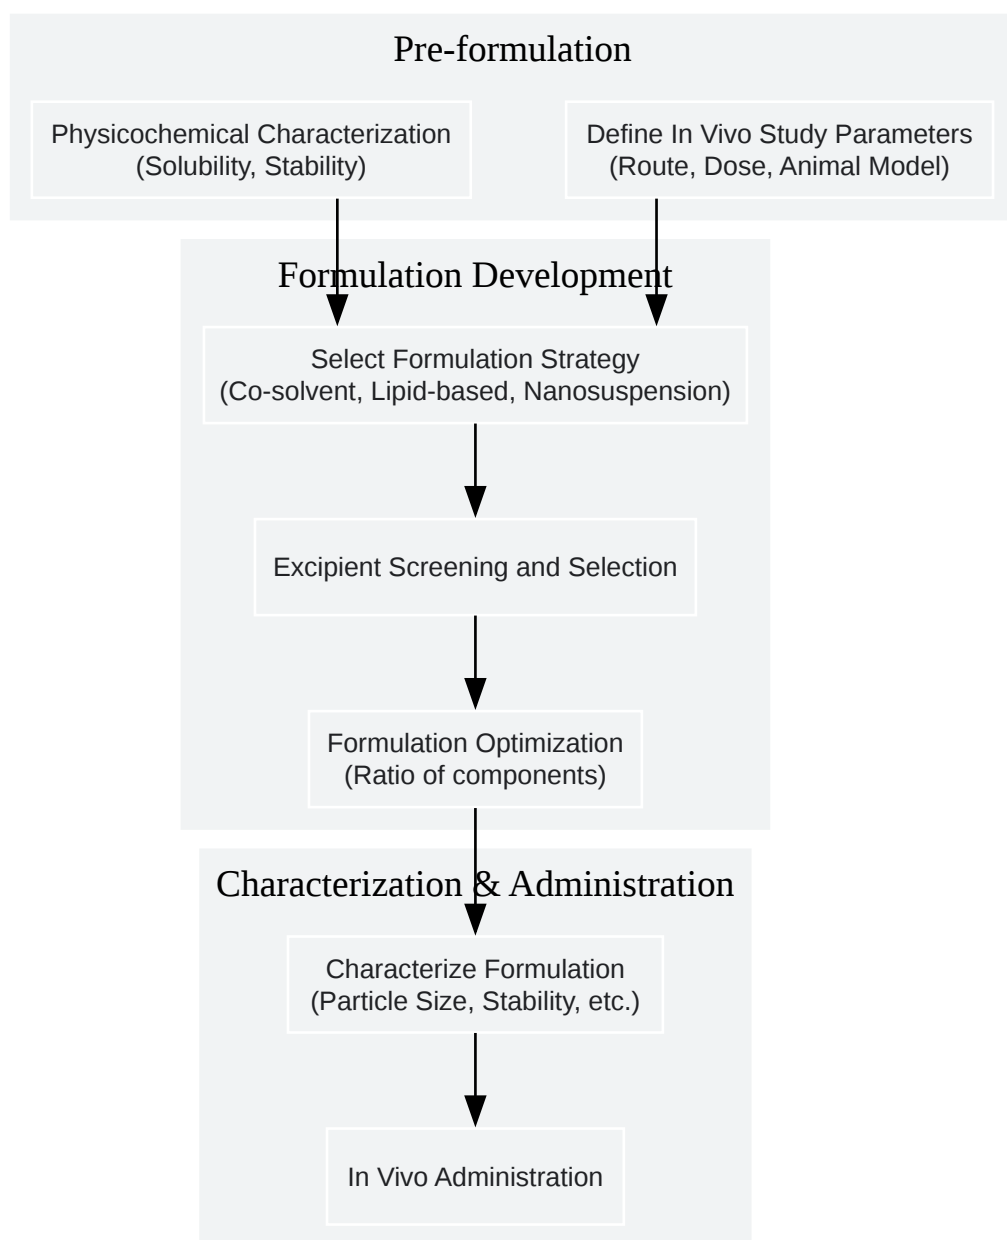 Pre-formulation
Physicochemical Characterization
(Solubility, Stability)
Define In Vivo Study Parameters
(Route, Dose, Animal Model)
Formulation Development
Select Formulation Strategy
(Co-solvent, Lipid-based, Nanosuspension)
Excipient Screening and Selection
Formulation Optimization
(Ratio of components)
Characterization & Administration
Characterize Formulation
(Particle Size, Stability, etc.)
In Vivo Administration